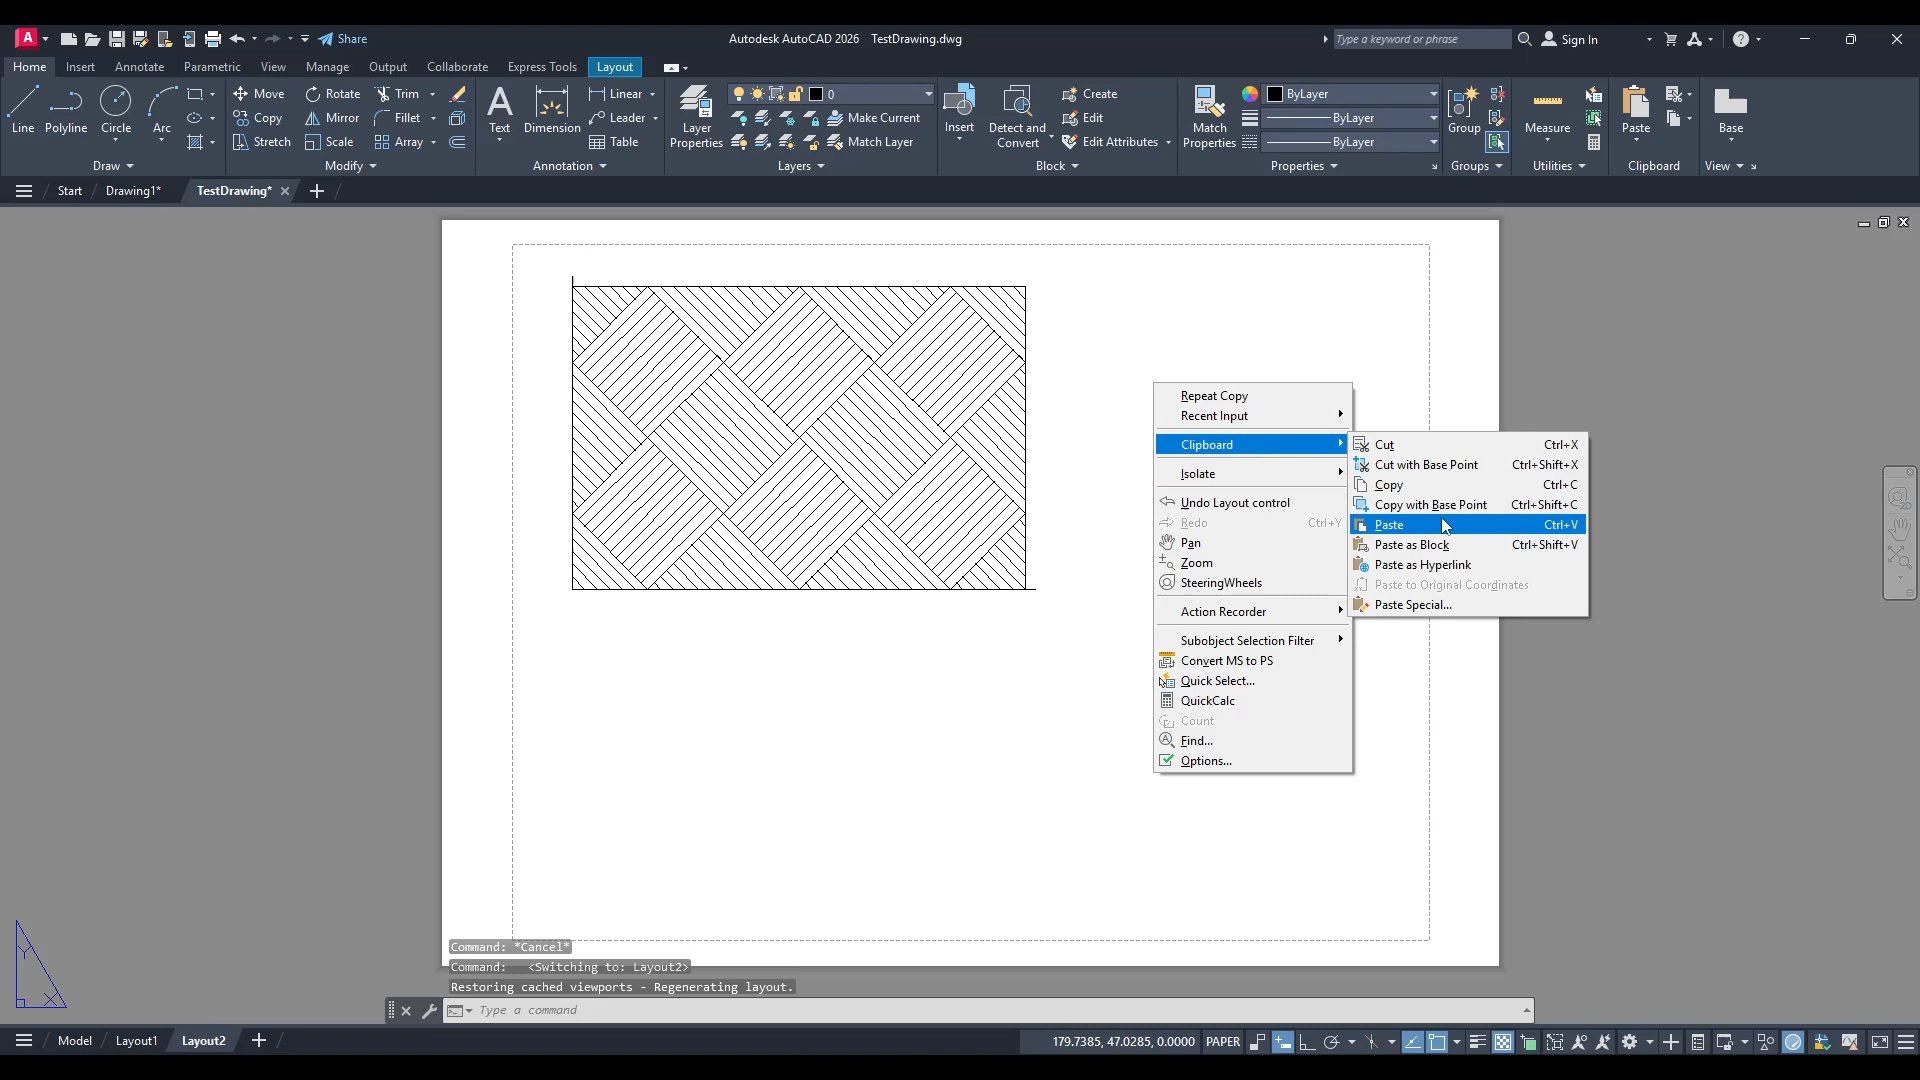 A
Share
Autodesk AutoCAD 2026 TestDrawing.dwg
Type a keyword or phrase
Sign In
Home Insert Annotate Parametric View Manage Output Collaborate Express Tools Layout
Line Polyline Circle Arc
Move Rotate Trim
Copy Mirror Fillet
Stretch Scale Array
Text Dimension
Linear
Leader
Table
Layer Properties
0
Make Current
Match Layer
Insert
Detect and Convert
Create
Edit
Edit Attributes
Match Properties
ByLayer
ByLayer
ByLayer
Group
Measure
Paste
Base
Draw Modify Annotation Layers Block Properties Groups Utilities Clipboard View
Start Drawing1* TestDrawing*
Repeat Copy
Recent Input
Clipboard
Isolate
Undo Layout control
Redo Ctrl+Y
Pan
Zoom
SteeringWheels
Action Recorder
Subobject Selection Filter
Convert MS to PS
Quick Select...
QuickCalc
Count
Find...
Options...
Cut Ctrl+X
Cut with Base Point Ctrl+Shift+X
Copy Ctrl+C
Copy with Base Point Ctrl+Shift+C
Paste Ctrl+V
Paste as Block Ctrl+Shift+V
Paste as Hyperlink
Paste to Original Coordinates
Paste Special...
2D
Y
X
Command: *Cancel*
Command: <Switching to: Layout2>
Restoring cached viewports - Regenerating layout.
Type a command
Model Layout1 Layout2
179.7385, 47.0285, 0.0000 PAPER